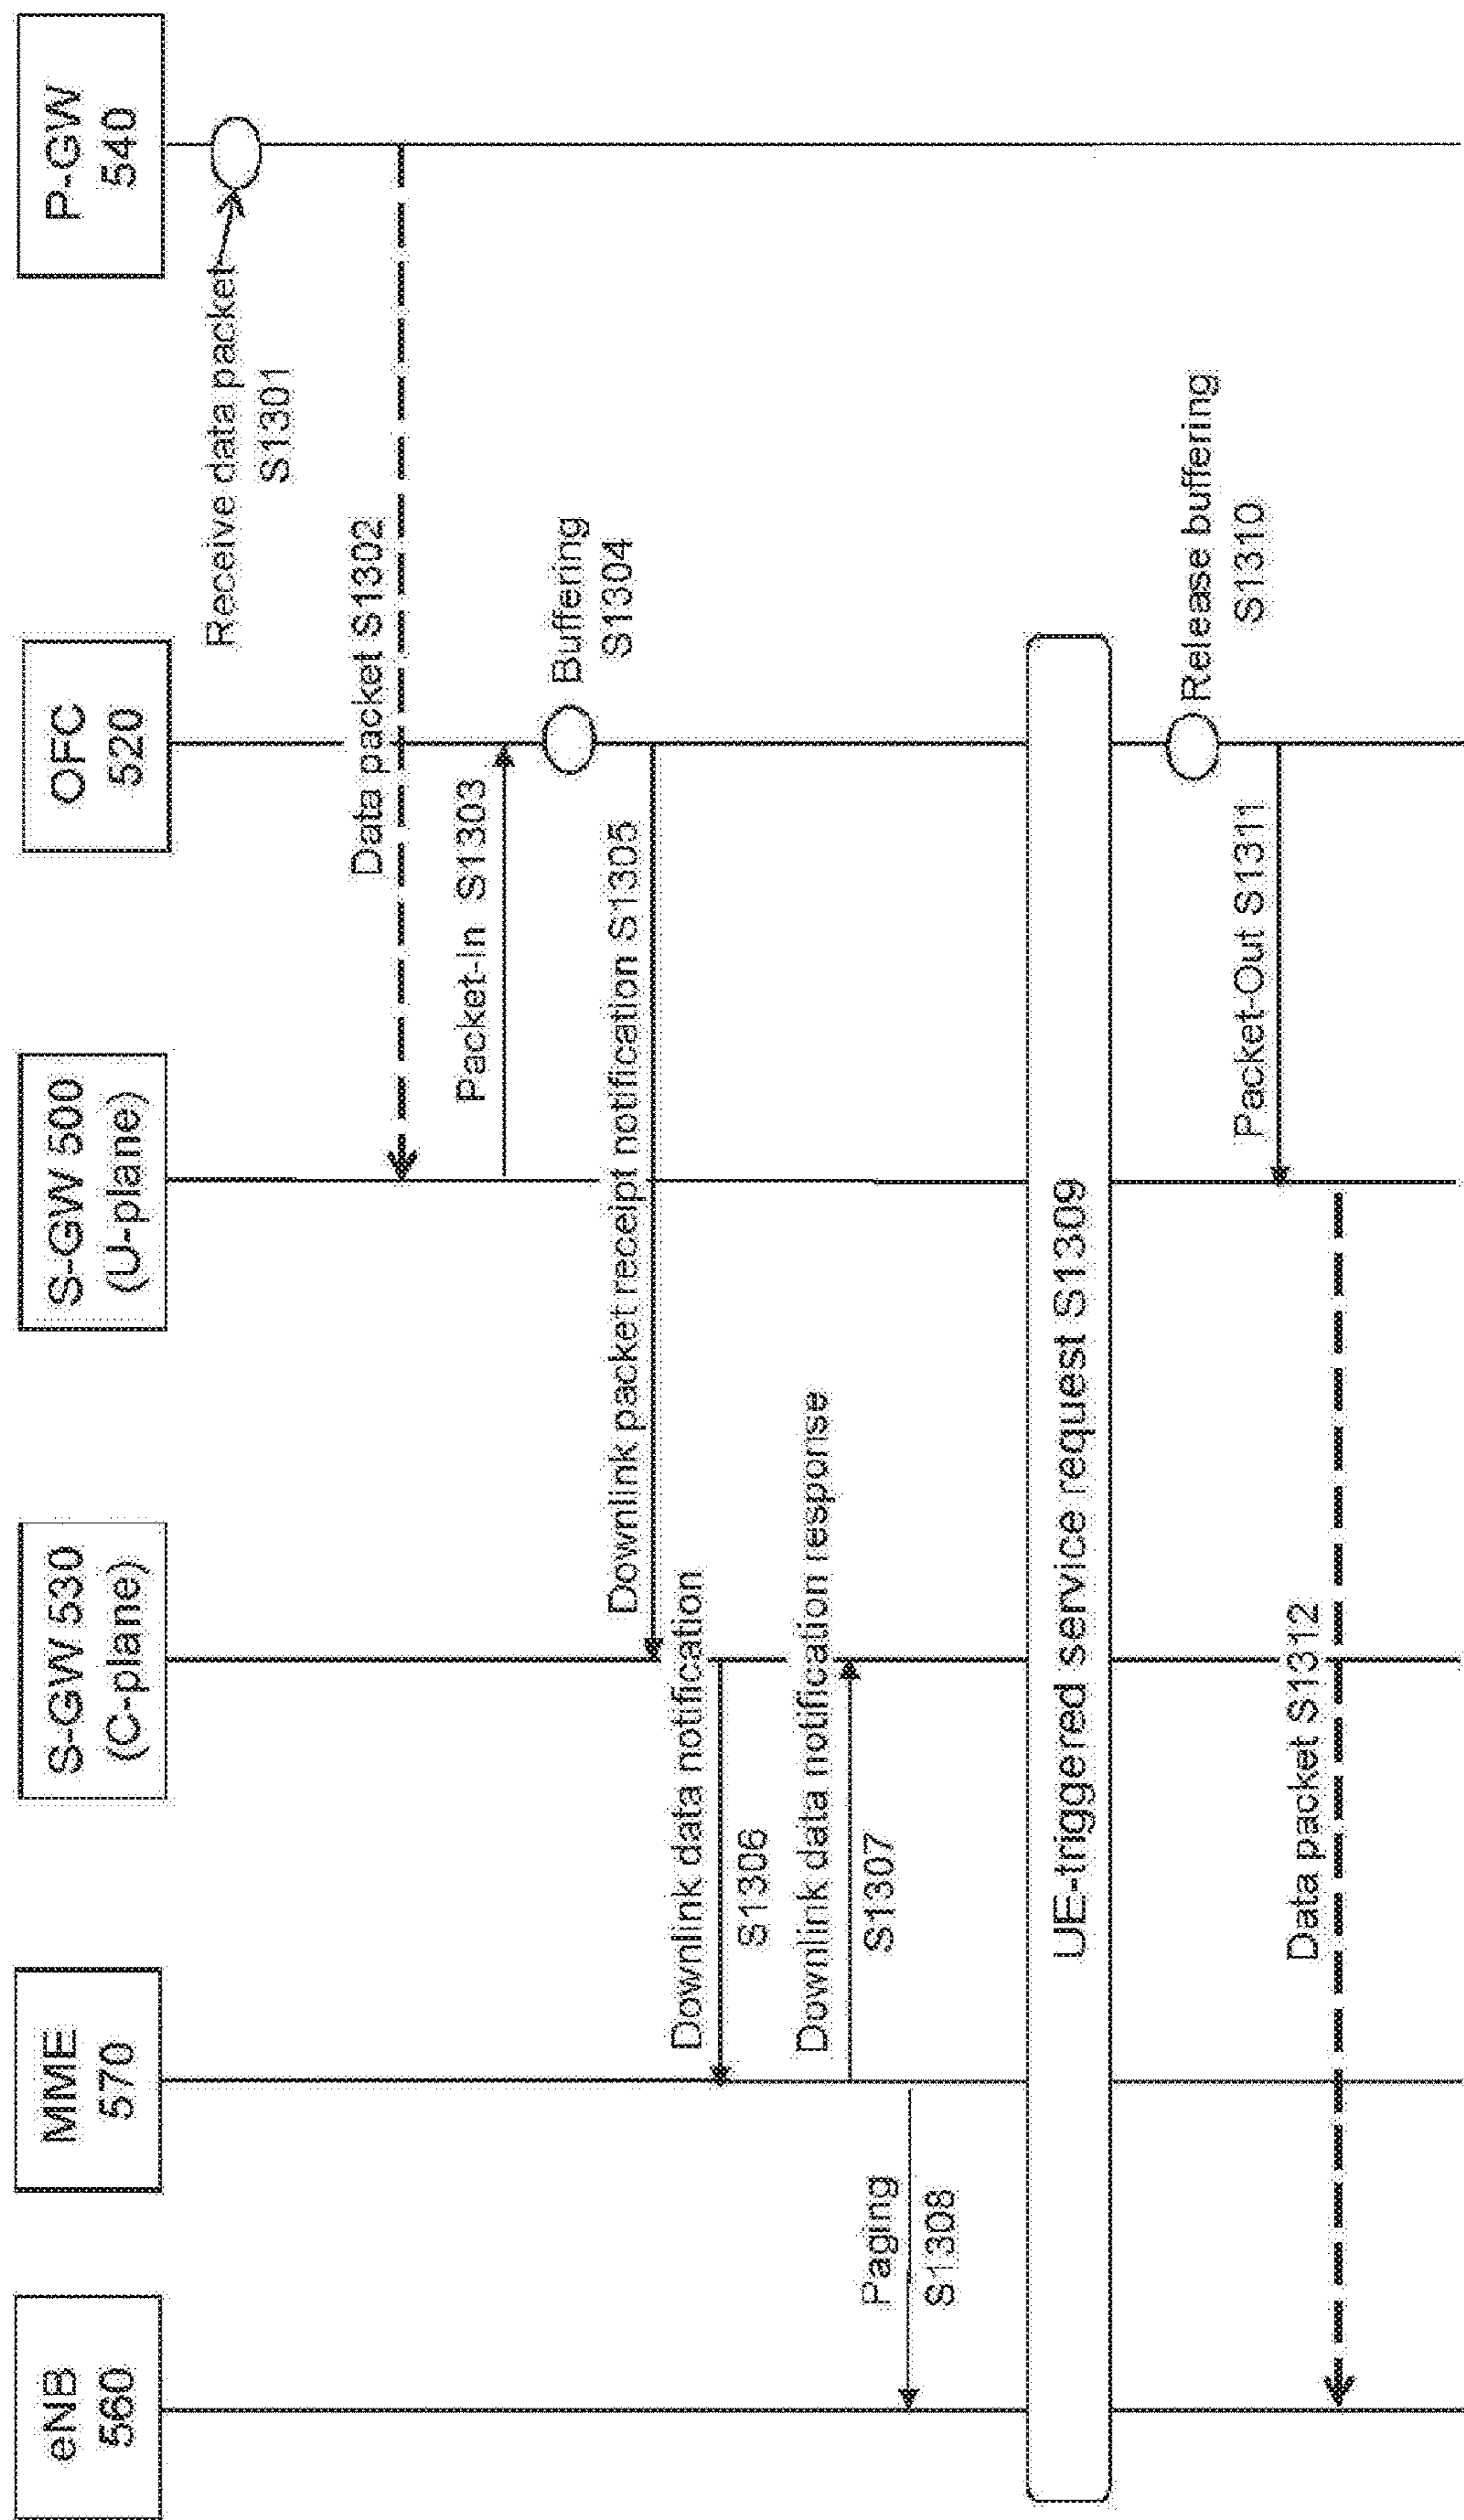 eNB
560
MME
570
S-GW 530
(C-plane)
S-GW 500
(U-plane)
OFC
520
P-GW
540
Receive data packet
S1301
Data packet S1302
Packet-In S1303
Buffering
S1304
Downlink packet receipt notification S1305
Downlink data notification
S1306
Downlink data notification response
S1307
Paging
S1308
UE-triggered service request S1309
Release buffering
S1310
Packet-Out S1311
Data packet S1312